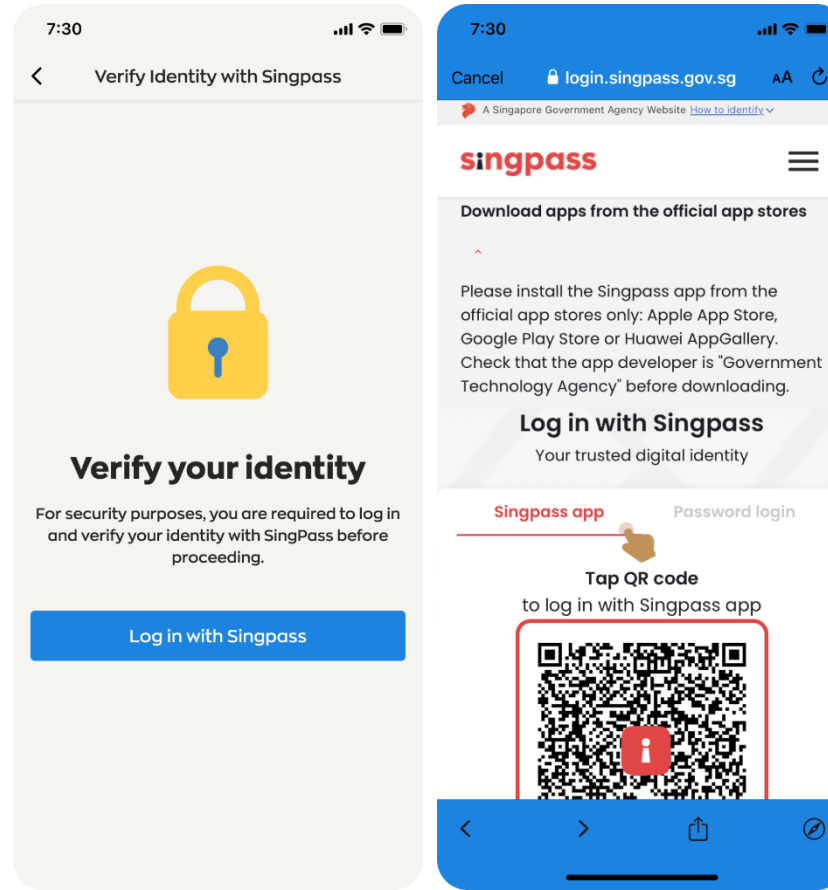 7:30
Verify Identity with Singpass
Verify your identity
For security purposes, you are required to log in
and verify your identity with SingPass before
proceeding.
Log in with Singpass
7:30
Cancel
login.singpass.gov.sg
AA
A Singapore Government Agency Website How to identify
singpass
Download apps from the official app stores
Please install the Singpass app from the
official app stores only: Apple App Store,
Google Play Store or Huawei AppGallery.
Check that the app developer is "Government
Technology Agency" before downloading.
Log in with Singpass
Your trusted digital identity
Singpass app
Password login
Tap QR code
to log in with Singpass app